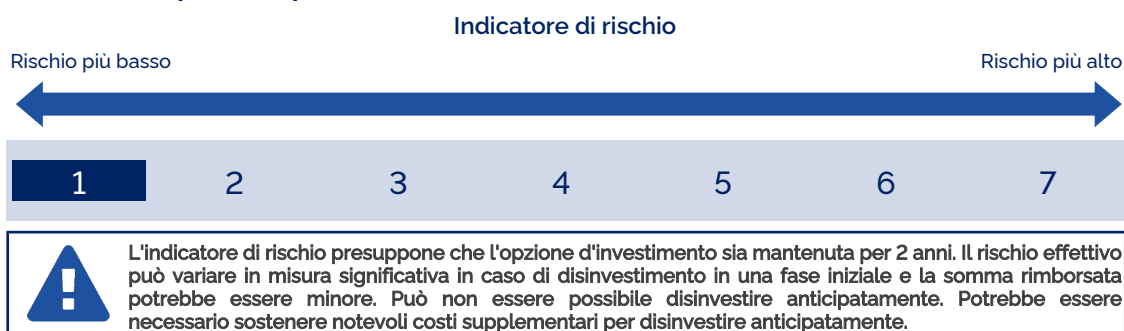 Indicatore di rischio
Rischio più basso Rischio più alto
1 2 3 4 5 6 7
L'indicatore di rischio presuppone che l'opzione d'investimento sia mantenuta per 2 anni. Il rischio effettivo
può variare in misura significativa in caso di disinvestimento in una fase iniziale e la somma rimborsata
potrebbe essere minore. Può non essere possibile disinvestire anticipatamente. Potrebbe essere
necessario sostenere notevoli costi supplementari per disinvestire anticipatamente.